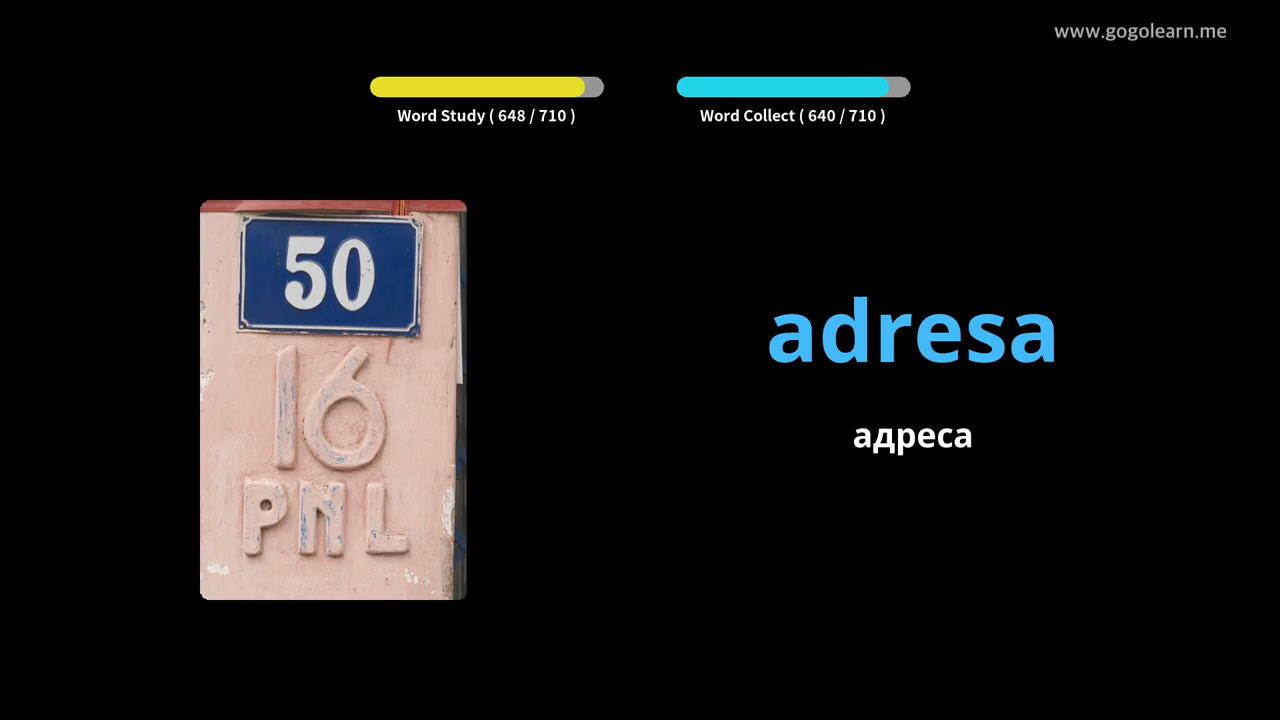 www.gogolearn.me
Word Study ( 648 / 710 )
Word Collect ( 640 / 710 )
50
16
PNL
adresa
адреса